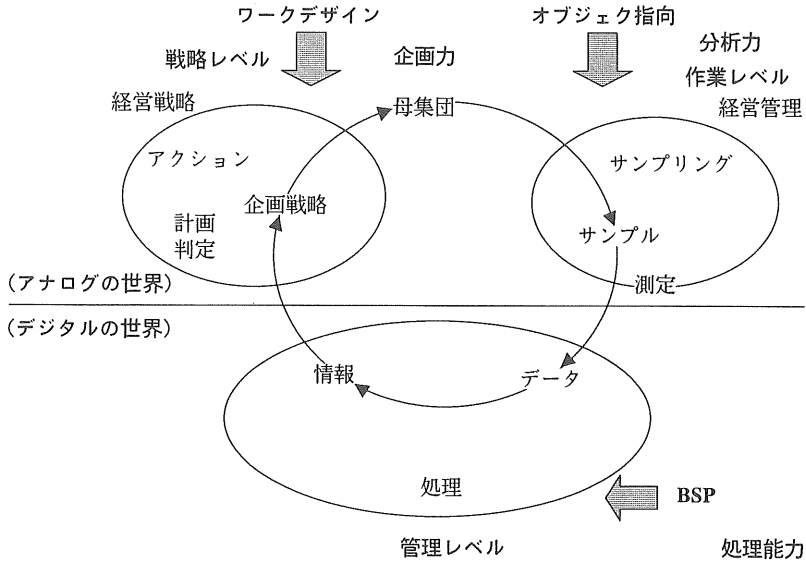 ワークデザイン
オブジェク指向
戦略レベル
企画力
分析力
作業レベル
経営戦略
母集団
経営管理
アクション
サンプリング
企画戦略
計画
判定
サンプル
測定
(アナログの世界)
(デジタルの世界)
情報
データ
処理
BSP
管理レベル
処理能力